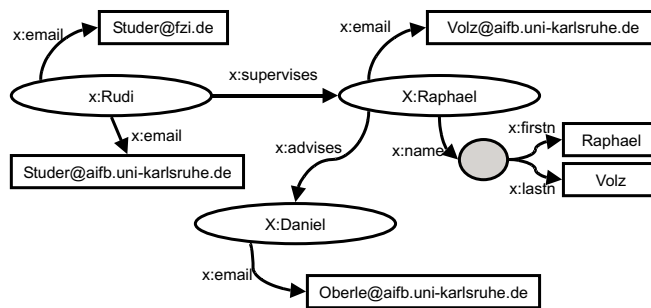 x:email
Studer@fzi.de
x:email
Volz@aifb.uni-karlsruhe.de
x:supervises
x:Rudi
X:Raphael
x:email
x:firstn
Raphael
x:advises
x:name
Studer@aifb.uni-karlsruhe.de
x:lastn
Volz
X:Daniel
x:email
Oberle@aifb.uni-karlsruhe.de